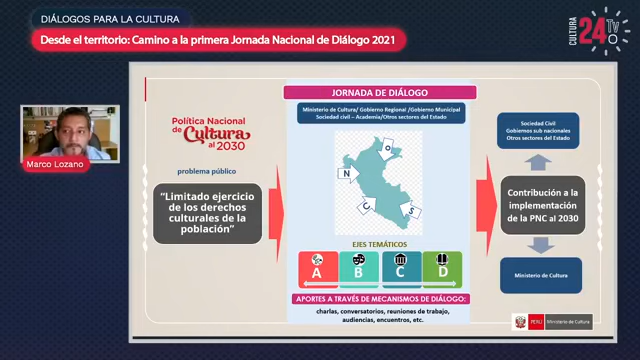 DIÁLOGOS PARA LA CULTURA
Desde el territorio: Camino a la primera Jornada Nacional de Diálogo 2021
CULTURA
24
TV
Marco Lozano
Política Nacional
de Cultura
al 2030
problema público
“Limitado ejercicio
de los derechos
culturales de la
población”
JORNADA DE DIÁLOGO
Ministerio de Cultura/ Gobierno Regional /Gobierno Municipal
Sociedad civil – Academia/Otros sectores del Estado
O
N
C
S
EJES TEMÁTICOS
A
B
C
D
APORTES A TRAVÉS DE MECANISMOS DE DIÁLOGO:
charlas, conversatorios, reuniones de trabajo,
audiencias, encuentros, etc.
Sociedad Civil
Gobiernos sub nacionales
Otros sectores del Estado
Contribución a la
implementación
de la PNC al 2030
Ministerio de Cultura
PERÚ
Ministerio de Cultura